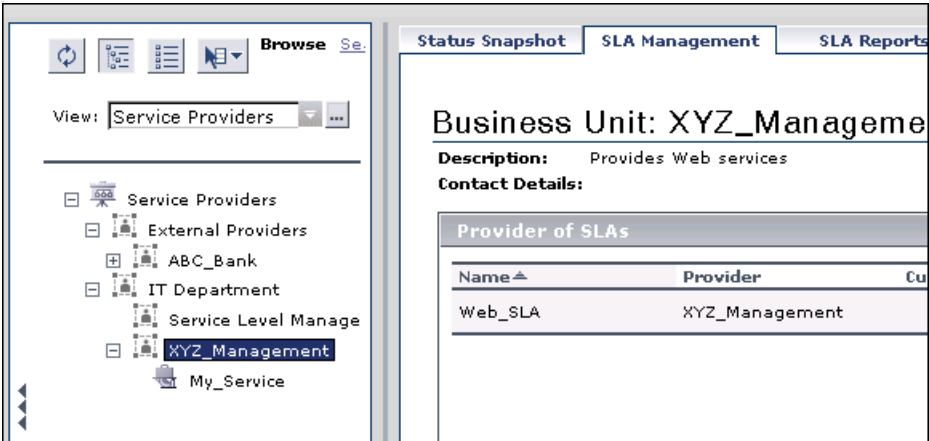 Browse Se.
View: Service Providers ...
Service Providers
External Providers
ABC_Bank
IT Department
Service Level Manage
XYZ_Management
My_Service
Status Snapshot SLA Management SLA Reports
Business Unit: XYZ_Manageme
Description: Provides Web services
Contact Details:
Provider of SLAs
Name Provider Cu
Web_SLA XYZ_Management